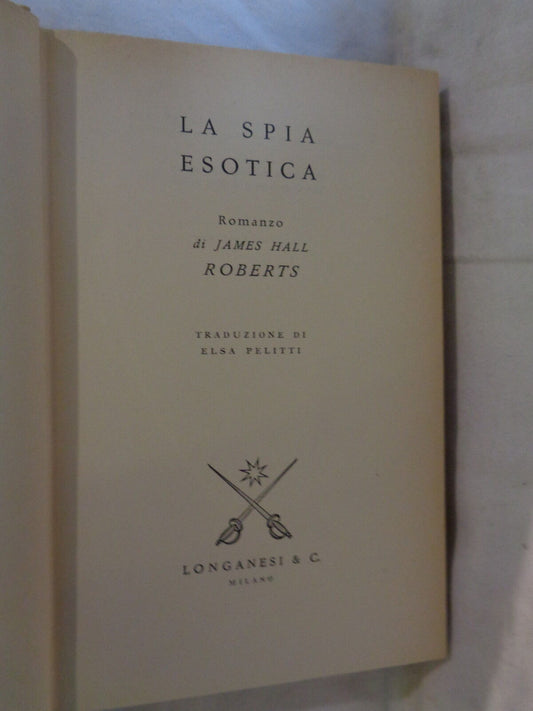 LA SPIA
ESOTICA
Romanzo
di JAMES HALL
ROBERTS
TRADUZIONE DI
ELSA PELITTI
LONGANESI & C.
MILANO